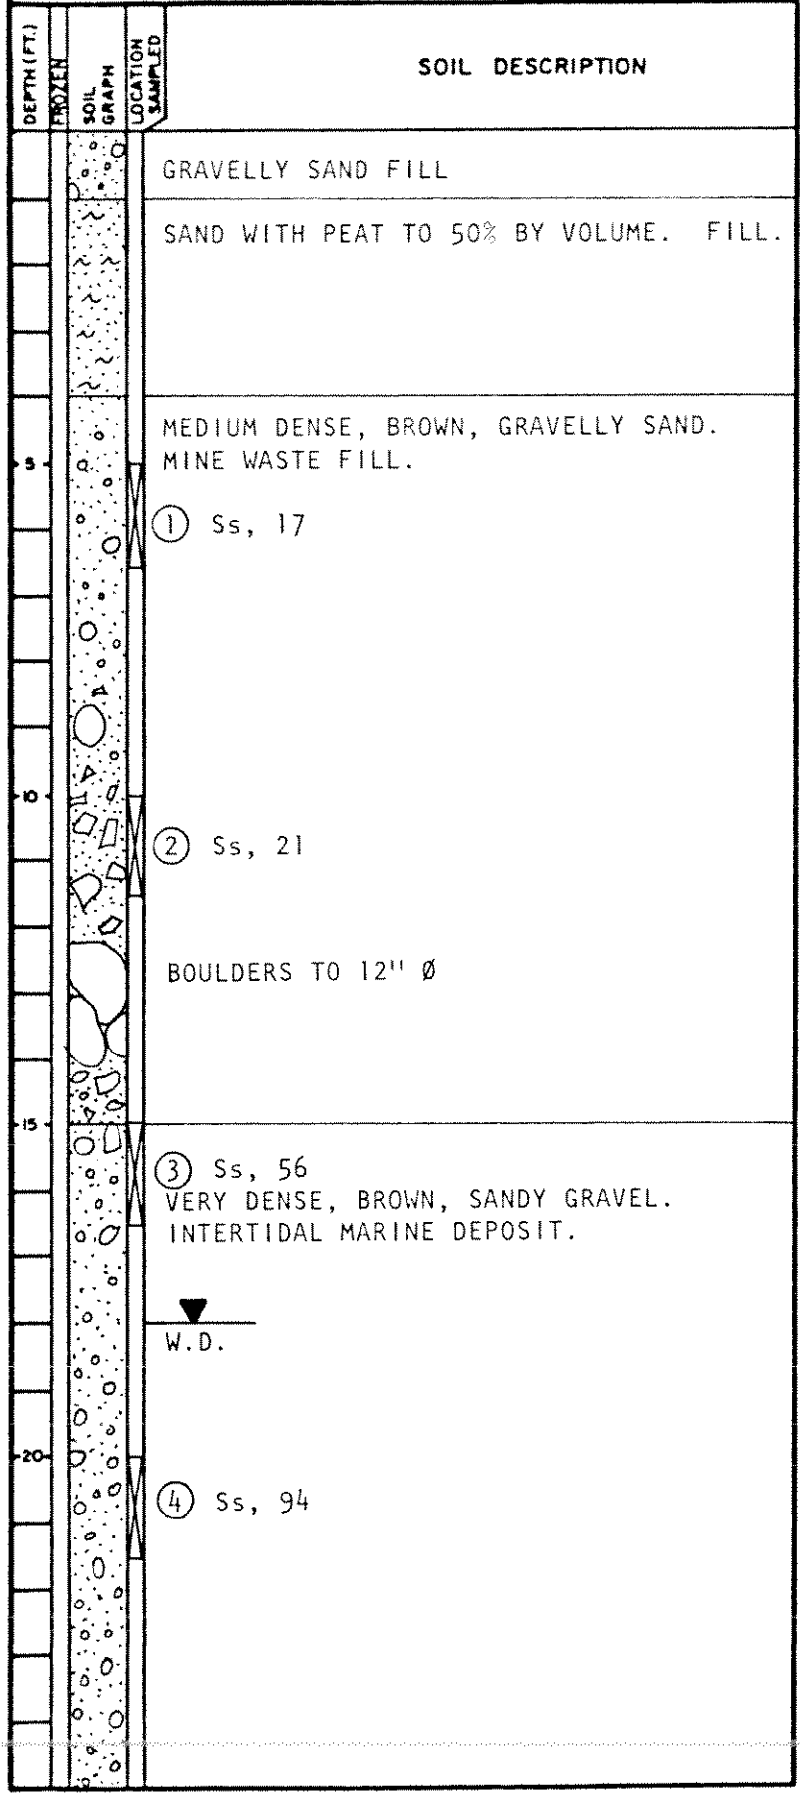 DEPTH (FT.)
FROZEN
SOIL GRAPH
LOCATION SAMPLED
SOIL DESCRIPTION
GRAVELLY SAND FILL
SAND WITH PEAT TO 50% BY VOLUME. FILL.
MEDIUM DENSE, BROWN, GRAVELLY SAND.
5
MINE WASTE FILL.
① Ss, 17
10
② Ss, 21
BOULDERS TO 12" Ø
15
③ Ss, 56
VERY DENSE, BROWN, SANDY GRAVEL.
INTERTIDAL MARINE DEPOSIT.
W.D.
20
④ Ss, 94